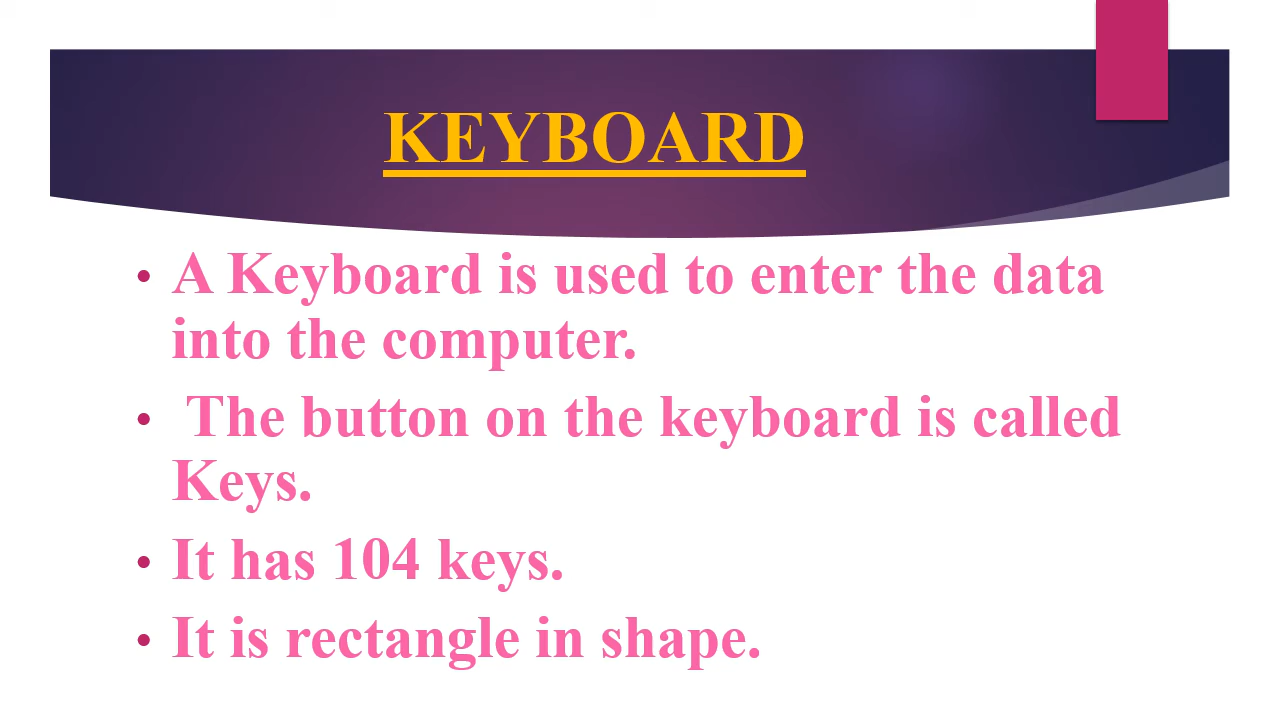 KEYBOARD
• A Keyboard is used to enter the data
into the computer.
• The button on the keyboard is called
Keys.
• It has 104 keys.
• It is rectangle in shape.